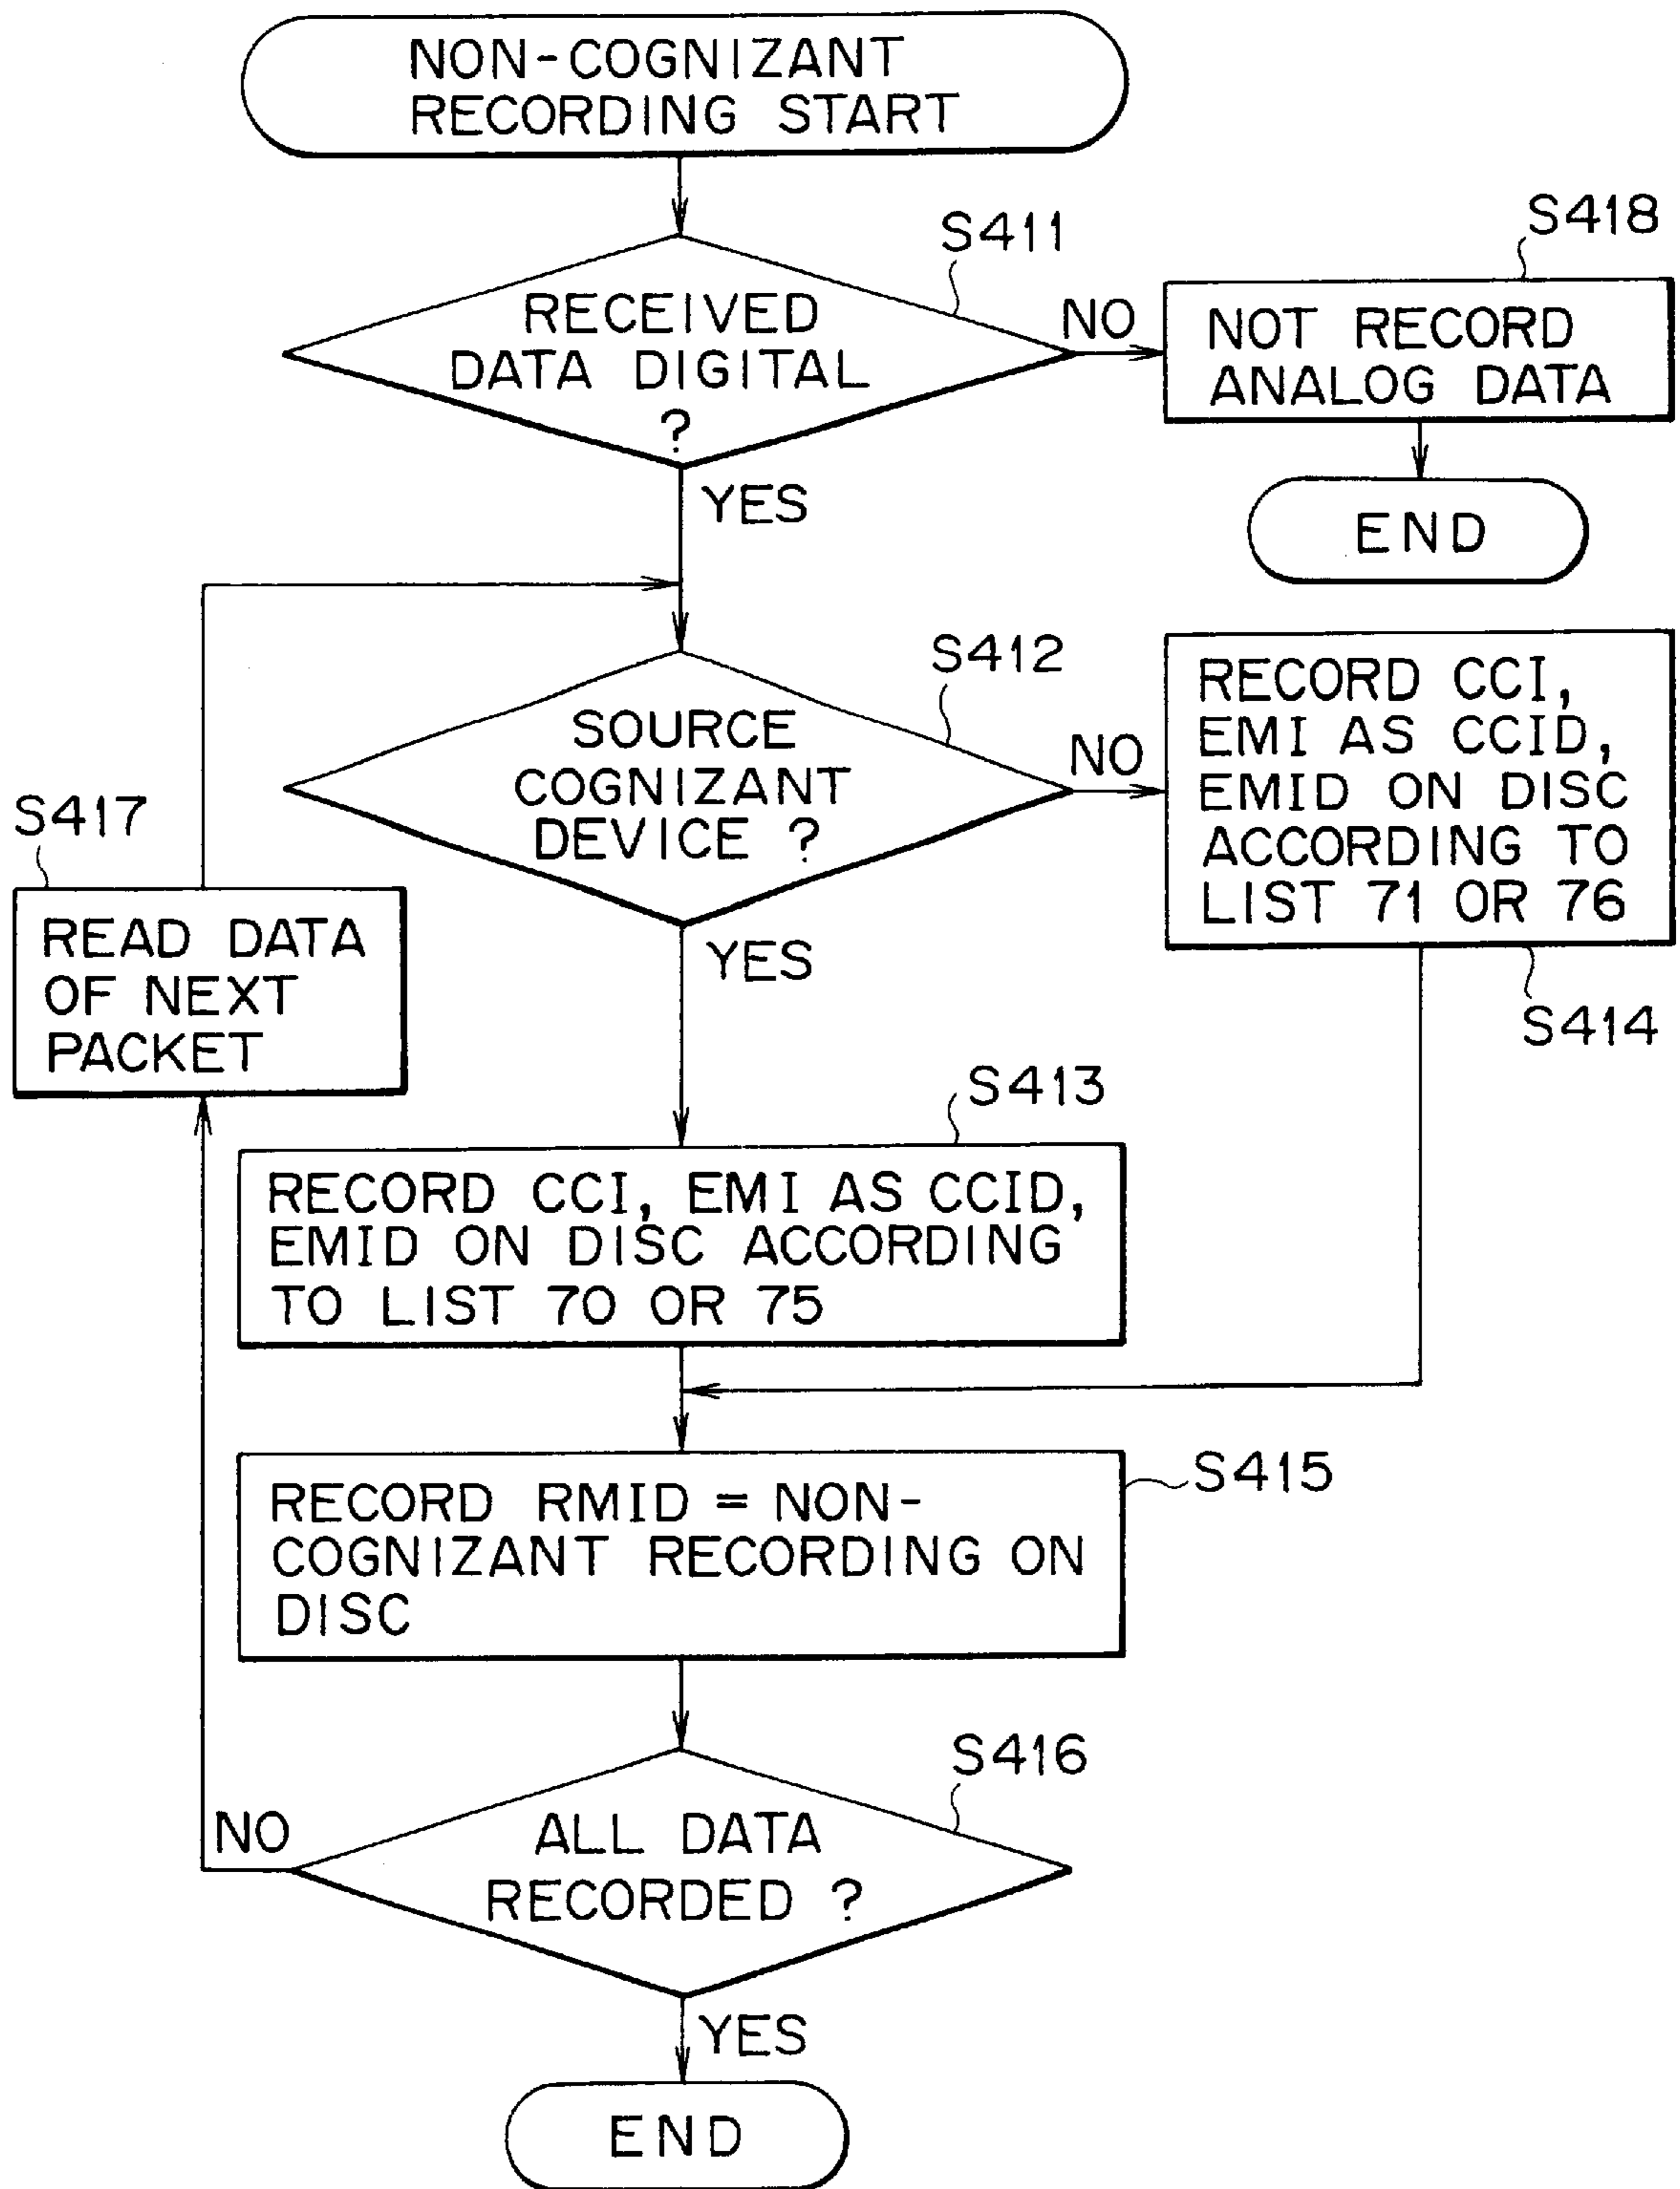 NON-COGNIZANT
RECORDING START
S411
RECEIVED
DATA DIGITAL
?
NO
S418
NOT RECORD
ANALOG DATA
END
YES
S412
SOURCE
COGNIZANT
DEVICE ?
NO
RECORD CCI,
EMI AS CCID,
EMID ON DISC
ACCORDING TO
LIST 71 OR 76
S414
S417
READ DATA
OF NEXT
PACKET
YES
S413
RECORD CCI, EMI AS CCID,
EMID ON DISC ACCORDING
TO LIST 70 OR 75
S415
RECORD RMID = NON-
COGNIZANT RECORDING ON
DISC
S416
ALL DATA
RECORDED ?
NO
YES
END